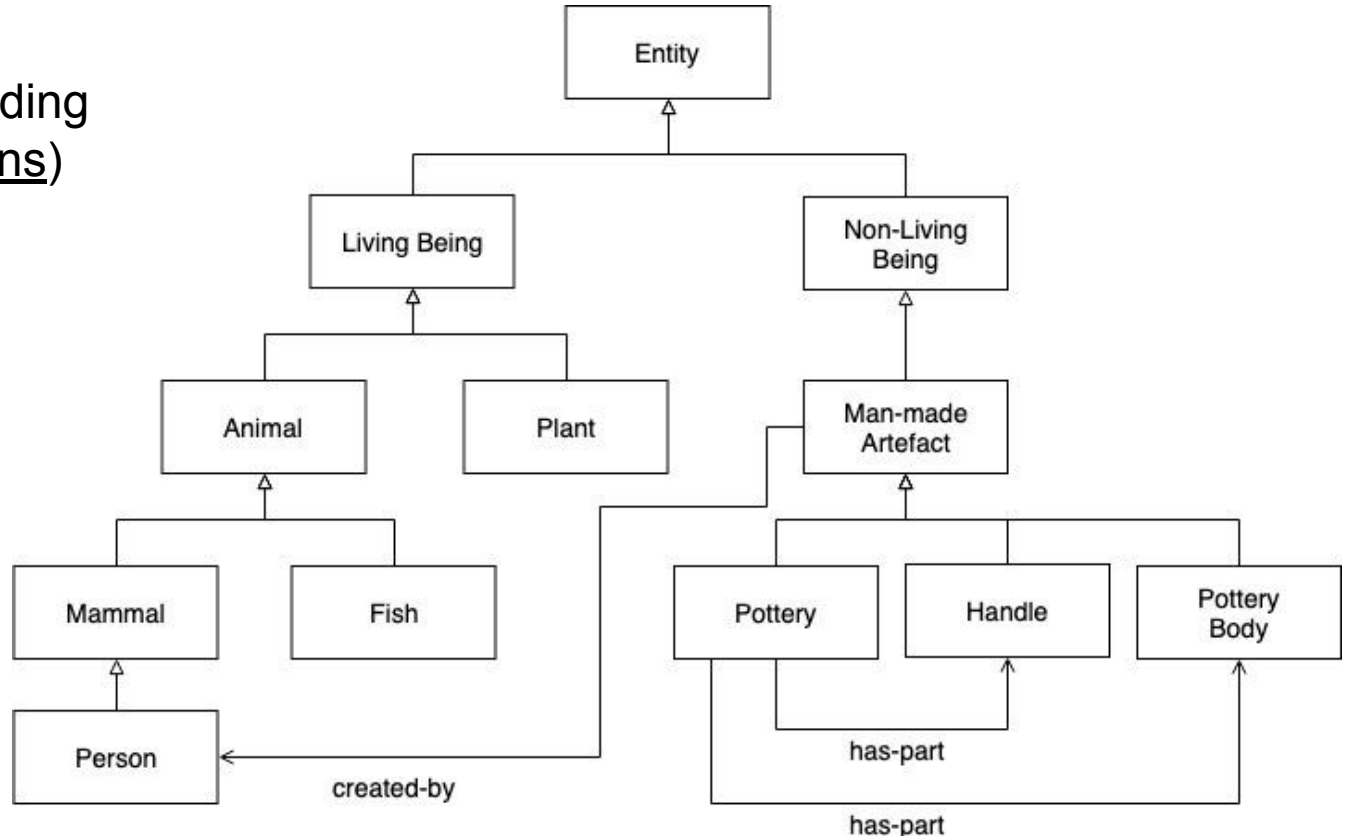 ding
ns)
Entity
Living Being
Non-Living
Being
Animal
Plant
Man-made
Artefact
Mammal
Fish
Pottery
Handle
Pottery
Body
Person
created-by
has-part
has-part